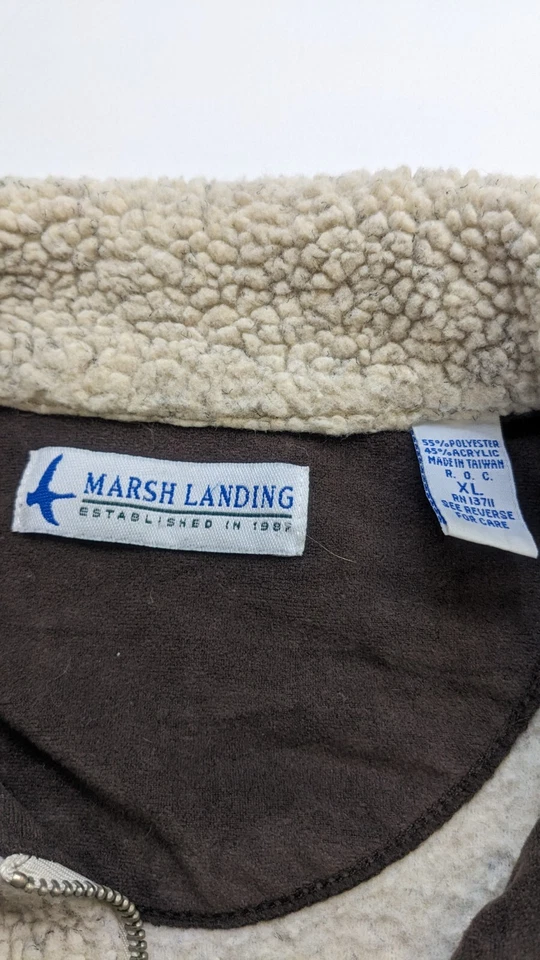 MARSH LANDING
ESTABLISHED IN 1987
55% POLYESTER
45% ACRYLIC
MADE IN TAIWAN
R. O. C.
XL
RN 13711
SEE REVERSE
FOR CARE